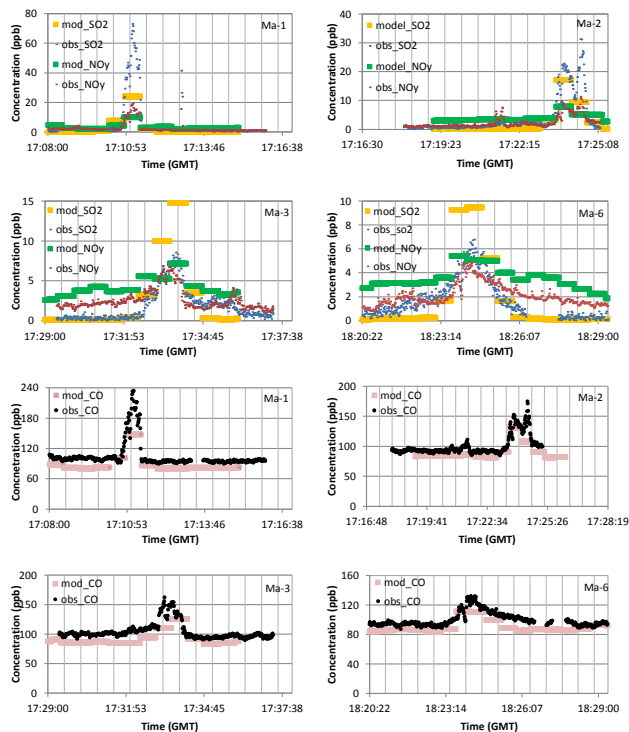 mod_SO2
obs_SO2
mod_NOy
obs_NOy
Ma-1
Concentration (ppb)
80
60
40
20
0
17:08:00
17:10:53
17:13:46
17:16:38
Time (GMT)
model_SO2
obs_SO2
model_NOy
obs_NOy
Ma-2
Concentration (ppb)
40
30
20
10
0
17:16:30
17:19:23
17:22:15
17:25:08
Time (GMT)
mod_SO2
obs_SO2
mod_NOy
obs_NOy
Ma-3
Concentration (ppb)
15
10
5
0
17:29:00
17:31:53
17:34:45
17:37:38
Time (GMT)
mod_SO2
obs_so2
mod_NOy
obs_NOy
Ma-6
Concentration (ppb)
10
8
6
4
2
0
18:20:22
18:23:14
18:26:07
18:29:00
Time (GMT)
mod_CO
obs_CO
Ma-1
Concnetration (ppb)
240
180
120
60
0
17:08:00
17:10:53
17:13:46
17:16:38
Time (GMT)
mod_CO
obs_CO
Ma-2
Concentration (ppb)
200
150
100
50
0
17:16:48
17:19:41
17:22:34
17:25:26
17:28:19
Time (GMT)
mod_CO
obs_CO
Ma-3
Concentration (ppb)
200
150
100
50
0
17:29:00
17:31:53
17:34:45
17:37:38
Time (GMT)
mod_CO
obs_CO
Ma-6
Concentration (ppb)
160
120
80
40
0
18:20:22
18:23:14
18:26:07
18:29:00
Time (GMT)